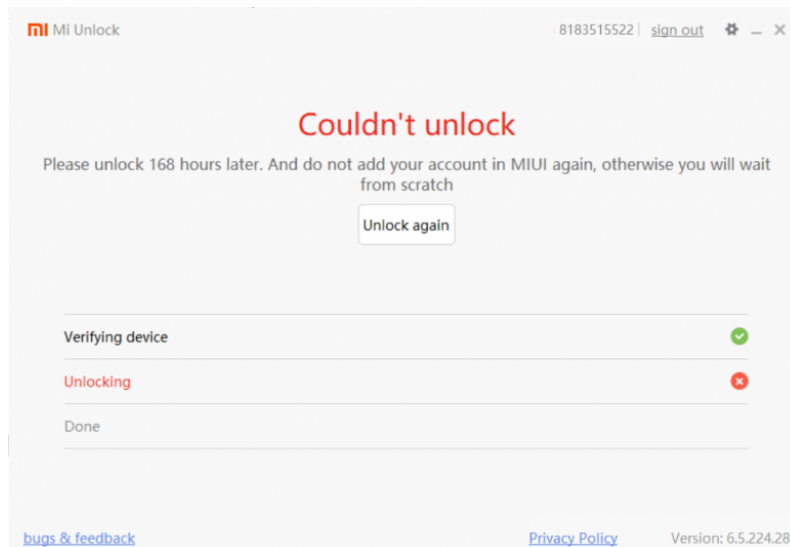 Mi Unlock 8183515522 | sign out
Couldn't unlock
Please unlock 168 hours later. And do not add your account in MIUI again, otherwise you will wait
from scratch
Unlock again
Verifying device
Unlocking
Done
bugs & feedback Privacy Policy Version: 6.5.224.28